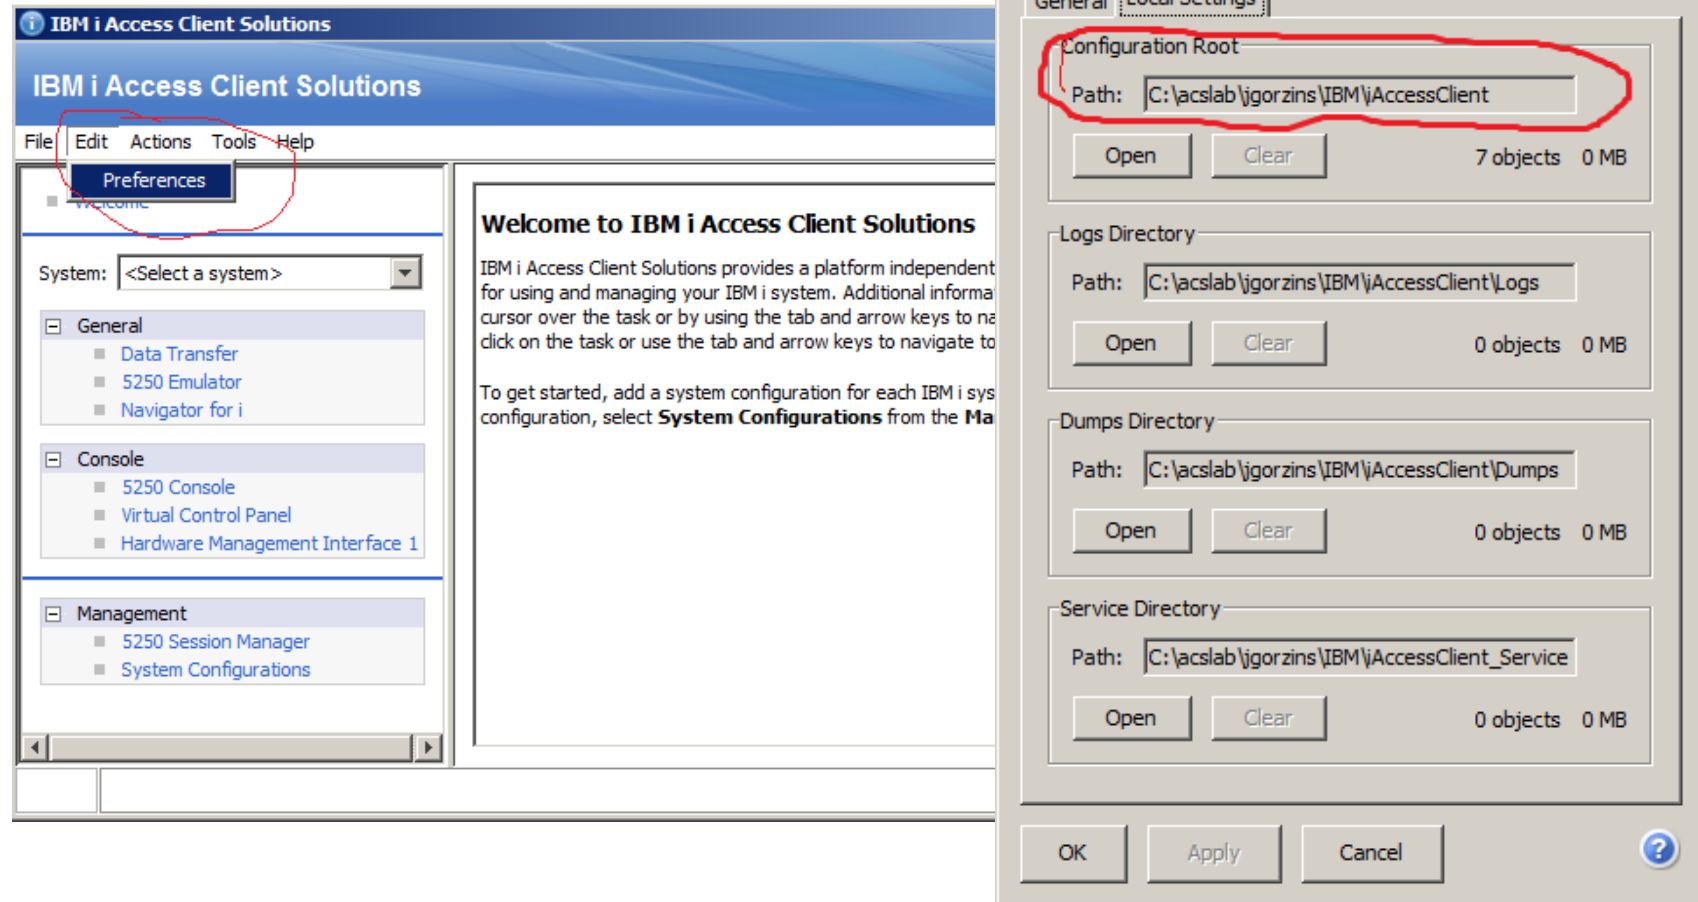 IBM i Access Client Solutions
IBM i Access Client Solutions
File Edit Actions Tools Help
Preferences
Welcome
System: <Select a system>
General
Data Transfer
5250 Emulator
Navigator for i
Console
5250 Console
Virtual Control Panel
Hardware Management Interface 1
Management
5250 Session Manager
System Configurations
Welcome to IBM i Access Client Solutions
IBM i Access Client Solutions provides a platform independent
for using and managing your IBM i system. Additional informa
cursor over the task or by using the tab and arrow keys to na
click on the task or use the tab and arrow keys to navigate to
To get started, add a system configuration for each IBM i sys
configuration, select System Configurations from the Ma
General Local Settings
Configuration Root
Path: C:\acslab\jgorzins\IBM\iAccessClient
Open Clear 7 objects 0 MB
Logs Directory
Path: C:\acslab\jgorzins\IBM\iAccessClient\Logs
Open Clear 0 objects 0 MB
Dumps Directory
Path: C:\acslab\jgorzins\IBM\iAccessClient\Dumps
Open Clear 0 objects 0 MB
Service Directory
Path: C:\acslab\jgorzins\IBM\iAccessClient_Service
Open Clear 0 objects 0 MB
OK Apply Cancel ?